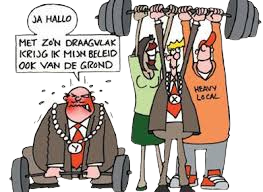 JA HALLO
MET ZO'N DRAAGVLAK
KRIJG IK MIJN BELEID
OOK VAN DE GROND
Y
X
HEAVY
LOCAL